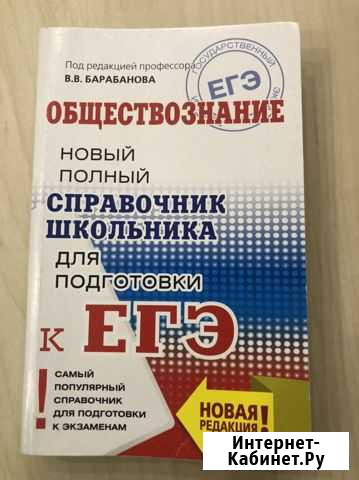 Под редакцией профессора
В.В. БАРАБАНОВА
ГОСУДАРСТВЕННЫЙ
ЕГЭ
ОБЩЕСТВОЗНАНИЕ
НОВЫЙ
ПОЛНЫЙ
СПРАВОЧНИК
ШКОЛЬНИКА
ДЛЯ
ПОДГОТОВКИ
К ЕГЭ
! САМЫЙ
ПОПУЛЯРНЫЙ
СПРАВОЧНИК
ДЛЯ ПОДГОТОВКИ
К ЭКЗАМЕНАМ
НОВАЯ
РЕДАКЦИЯ !
Интернет-
Кабинет.Ру